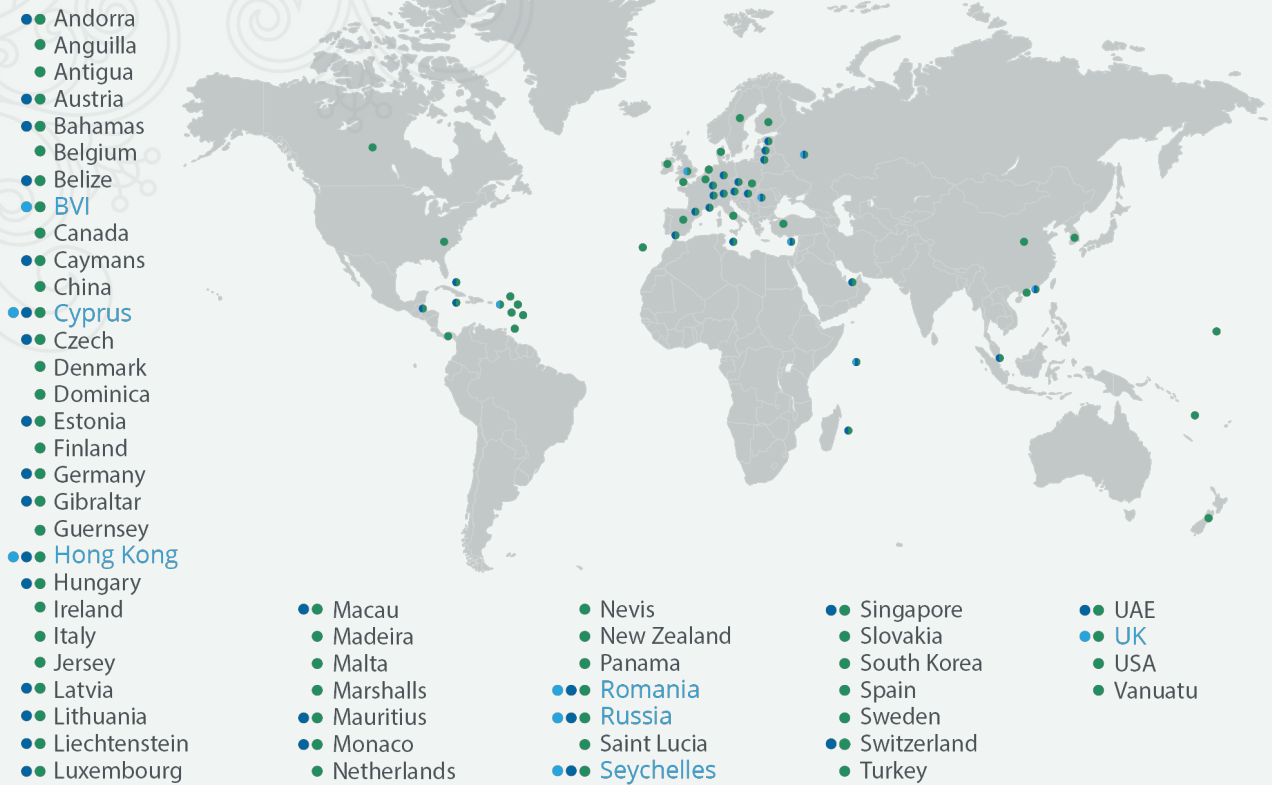 Andorra
Anguilla
Antigua
Austria
Bahamas
Belgium
Belize
BVI
Canada
Caymans
China
Cyprus
Czech
Denmark
Dominica
Estonia
Finland
Germany
Gibraltar
Guernsey
Hong Kong
Hungary
Ireland
Italy
Jersey
Latvia
Lithuania
Liechtenstein
Luxembourg
Macau
Madeira
Malta
Marshalls
Mauritius
Monaco
Netherlands
Nevis
New Zealand
Panama
Romania
Russia
Saint Lucia
Seychelles
Singapore
Slovakia
South Korea
Spain
Sweden
Switzerland
Turkey
UAE
UK
USA
Vanuatu